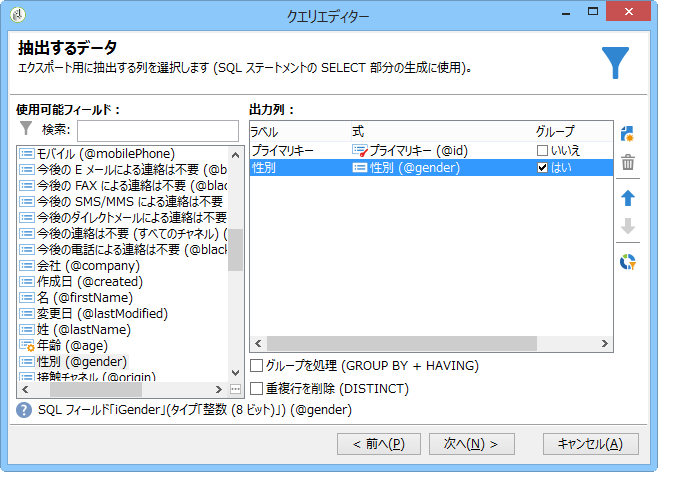 クエリエディター
抽出するデータ
エクスポート用に抽出する列を選択します (SQL ステートメントの SELECT 部分の生成に使用)。
使用可能フィールド：
検索:
モバイル (@mobilePhone)
今後の E メールによる連絡は不要 (@b
今後の FAX による連絡は不要 (@blac
今後の SMS/MMS による連絡は不要
今後のダイレクトメールによる連絡は不要
今後の連絡は不要 (すべてのチャネル) (
今後の電話による連絡は不要 (@black
会社 (@company)
作成日 (@created)
名 (@firstName)
変更日 (@lastModified)
姓 (@lastName)
年齢 (@age)
性別 (@gender)
接触チャネル (@origin)
出力列：
ラベル 式 グループ
プライマリキー プライマリキー (@id) いいえ
性別 性別 (@gender) はい
グループを処理 (GROUP BY + HAVING)
重複行を削除 (DISTINCT)
SQL フィールド「iGender」(タイプ「整数 (8 ビット)」) (@gender)
< 前へ(P) 次へ(N) > キャンセル(A)